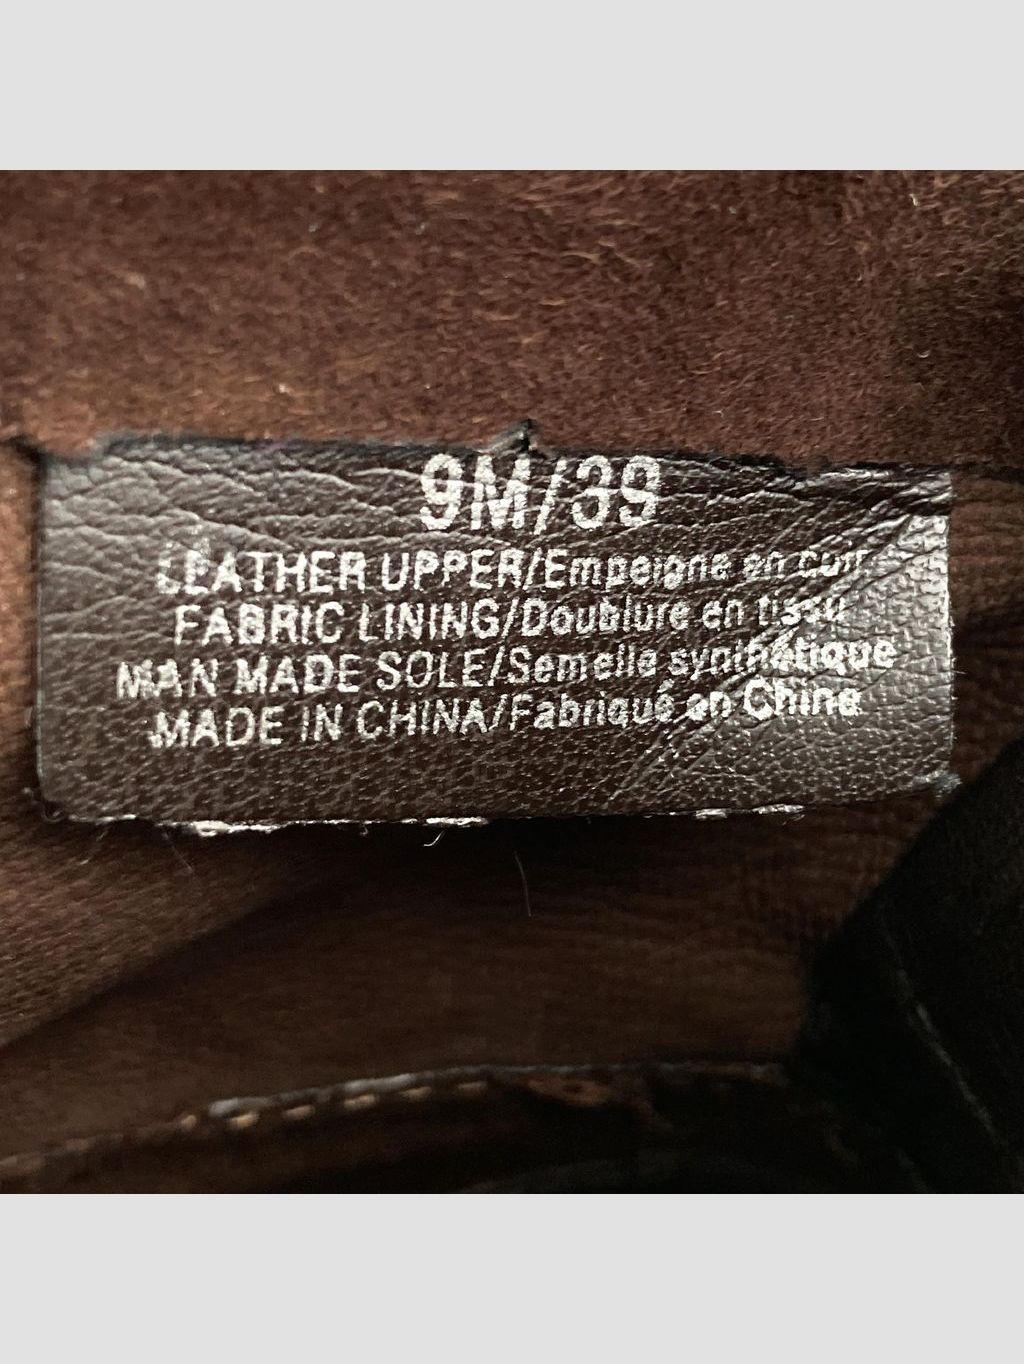 9M/39
LEATHER UPPER/Empeigne en cuir
FABRIC LINING/Doublure en tissu
MAN MADE SOLE/Semelle synthétique
MADE IN CHINA/Fabriqué en Chine